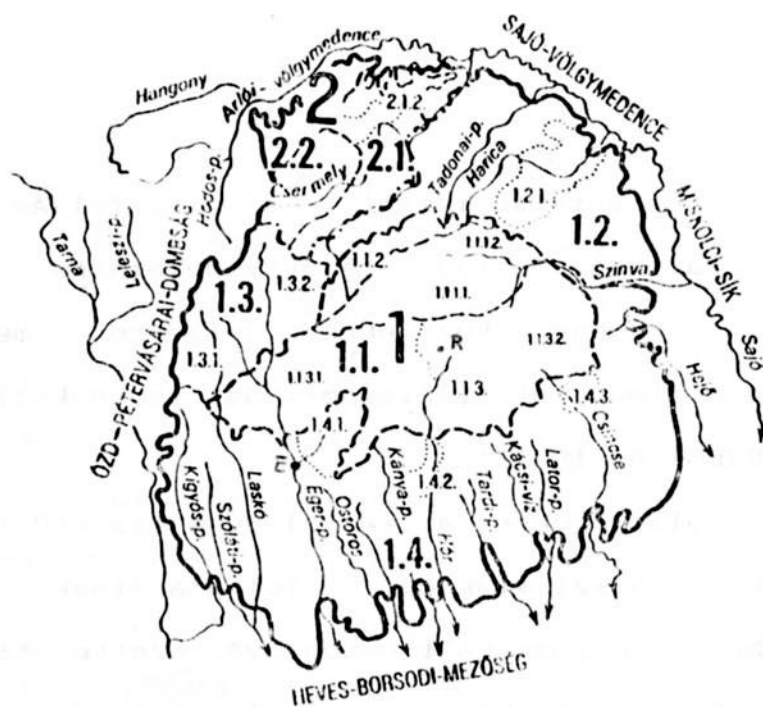 SAJÓ-VÖLGYMEDENCE
Arlói-völgymedence
Hangony
2
2.1.2.
2.2.
2.1.
Csermely
Tadonai-p.
Harica
Hódos-p.
1.2.1.
1.2.
MISKOLCI-SÍK
Tarna
Leleszi-p.
ÓZD-PÉTERVÁSÁRAI-DOMBSÁG
1.1.1.2.
1.1.2.
1.3.2.
1.3.
Szinva
1.1.1.1.
1
1.1.
R
1.1.3.2.
1.3.1.
1.1.3.1.
1.1.3.
Sajó
Hejő
1.4.3.
1.4.1.
Csincse
E
1.4.2.
Kígyós-p.
Szóláti-p.
Laskó
Eger-p.
Ostoros
Kánya-p.
Hór
Tardi-p.
Kácsi-víz
Lator-p.
1.4.
HEVES-BORSODI-MEZŐSÉG